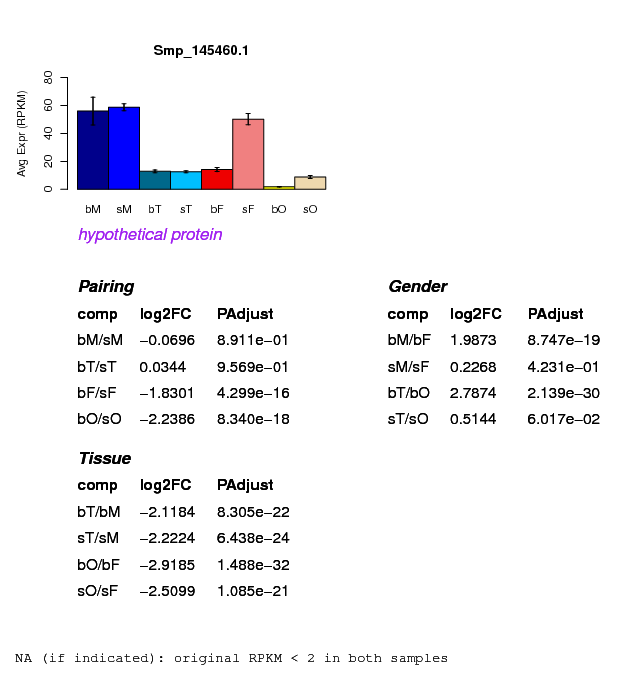 Smp_145460.1
Avg Expr (RPKM)
80
60
40
20
0
bM sM bT sT bF sF bO sO
hypothetical protein
Pairing
comp log2FC PAdjust
bM/sM −0.0696 8.911e−01
bT/sT 0.0344 9.569e−01
bF/sF −1.8301 4.299e−16
bO/sO −2.2386 8.340e−18
Gender
comp log2FC PAdjust
bM/bF 1.9873 8.747e−19
sM/sF 0.2268 4.231e−01
bT/bO 2.7874 2.139e−30
sT/sO 0.5144 6.017e−02
Tissue
comp log2FC PAdjust
bT/bM −2.1184 8.305e−22
sT/sM −2.2224 6.438e−24
bO/bF −2.9185 1.488e−32
sO/sF −2.5099 1.085e−21
NA (if indicated): original RPKM < 2 in both samples